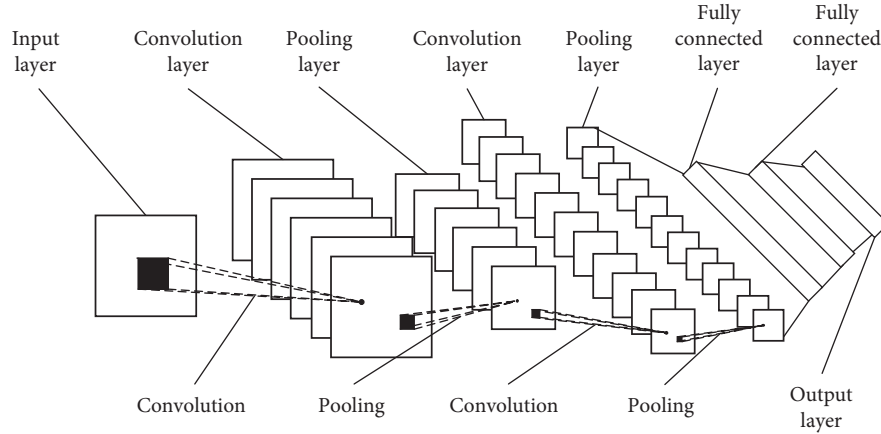 Input
layer
Convolution
layer
Pooling
layer
Convolution
layer
Pooling
layer
Fully
connected
layer
Fully
connected
layer
Convolution
Pooling
Convolution
Pooling
Output
layer